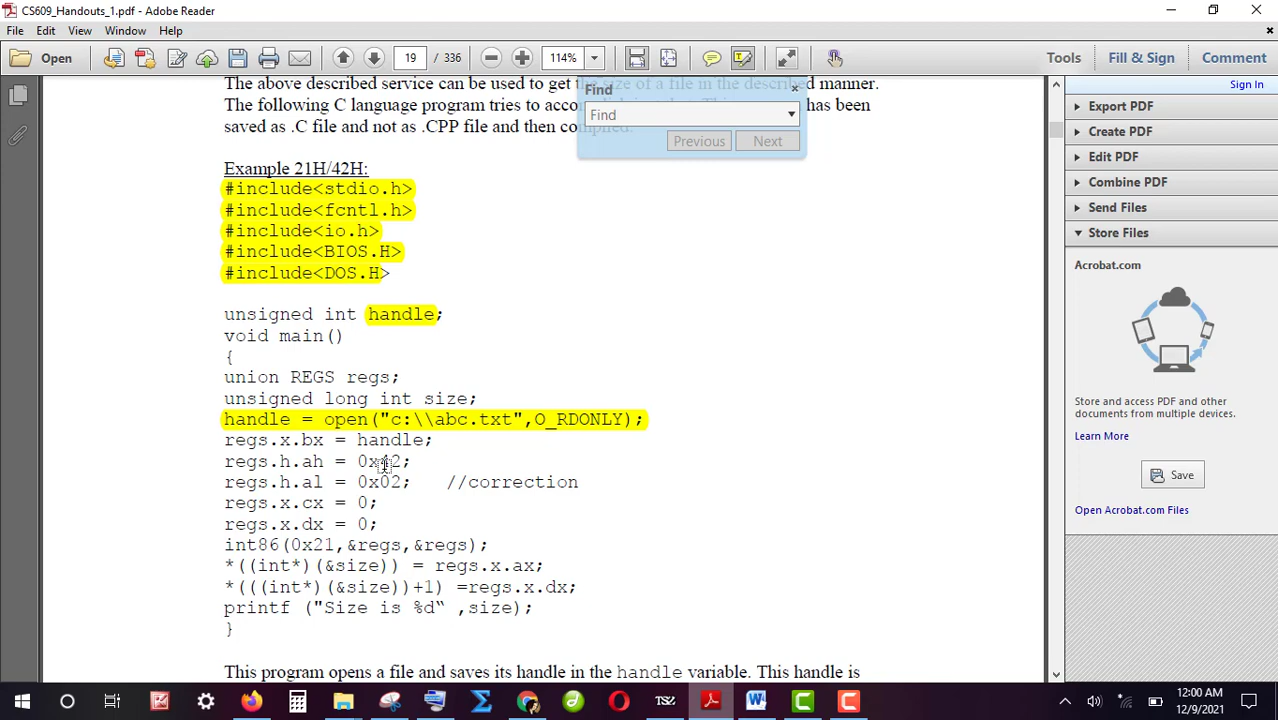 CS609_Handouts_1.pdf - Adobe Reader
File Edit View Window Help
Open 19 / 336 114% Tools Fill & Sign Comment
Sign In
The above described service can be used to get the size of a file m the described manner.
The following C language program tries to has been
saved as .C file and not as .CPP file and then compiled.
Find
Find
Previous Next
Example 21H/42H:
#include<stdio.h>
#include<fcntl.h>
#include<io.h>
#include<BIOS.H>
#include<DOS.H>
unsigned int handle;
void main()
{
union REGS regs;
unsigned long int size;
handle = open("c:\\abc.txt",O_RDONLY);
regs.x.bx = handle;
regs.h.ah = 0x42;
regs.h.al = 0x02; //correction
regs.x.cx = 0;
regs.x.dx = 0;
int86(0x21,&regs,&regs);
*((int*)(&size)) = regs.x.ax;
*(((int*)(&size))+1) =regs.x.dx;
printf ("Size is %d“ ,size);
}
This program opens a file and saves its handle in the handle variable. This handle is
Export PDF
Create PDF
Edit PDF
Combine PDF
Send Files
Store Files
Acrobat.com
Save
Store and access PDF and other
documents from multiple devices.
Learn More
Save
Open Acrobat.com Files
12:00 AM
12/9/2021